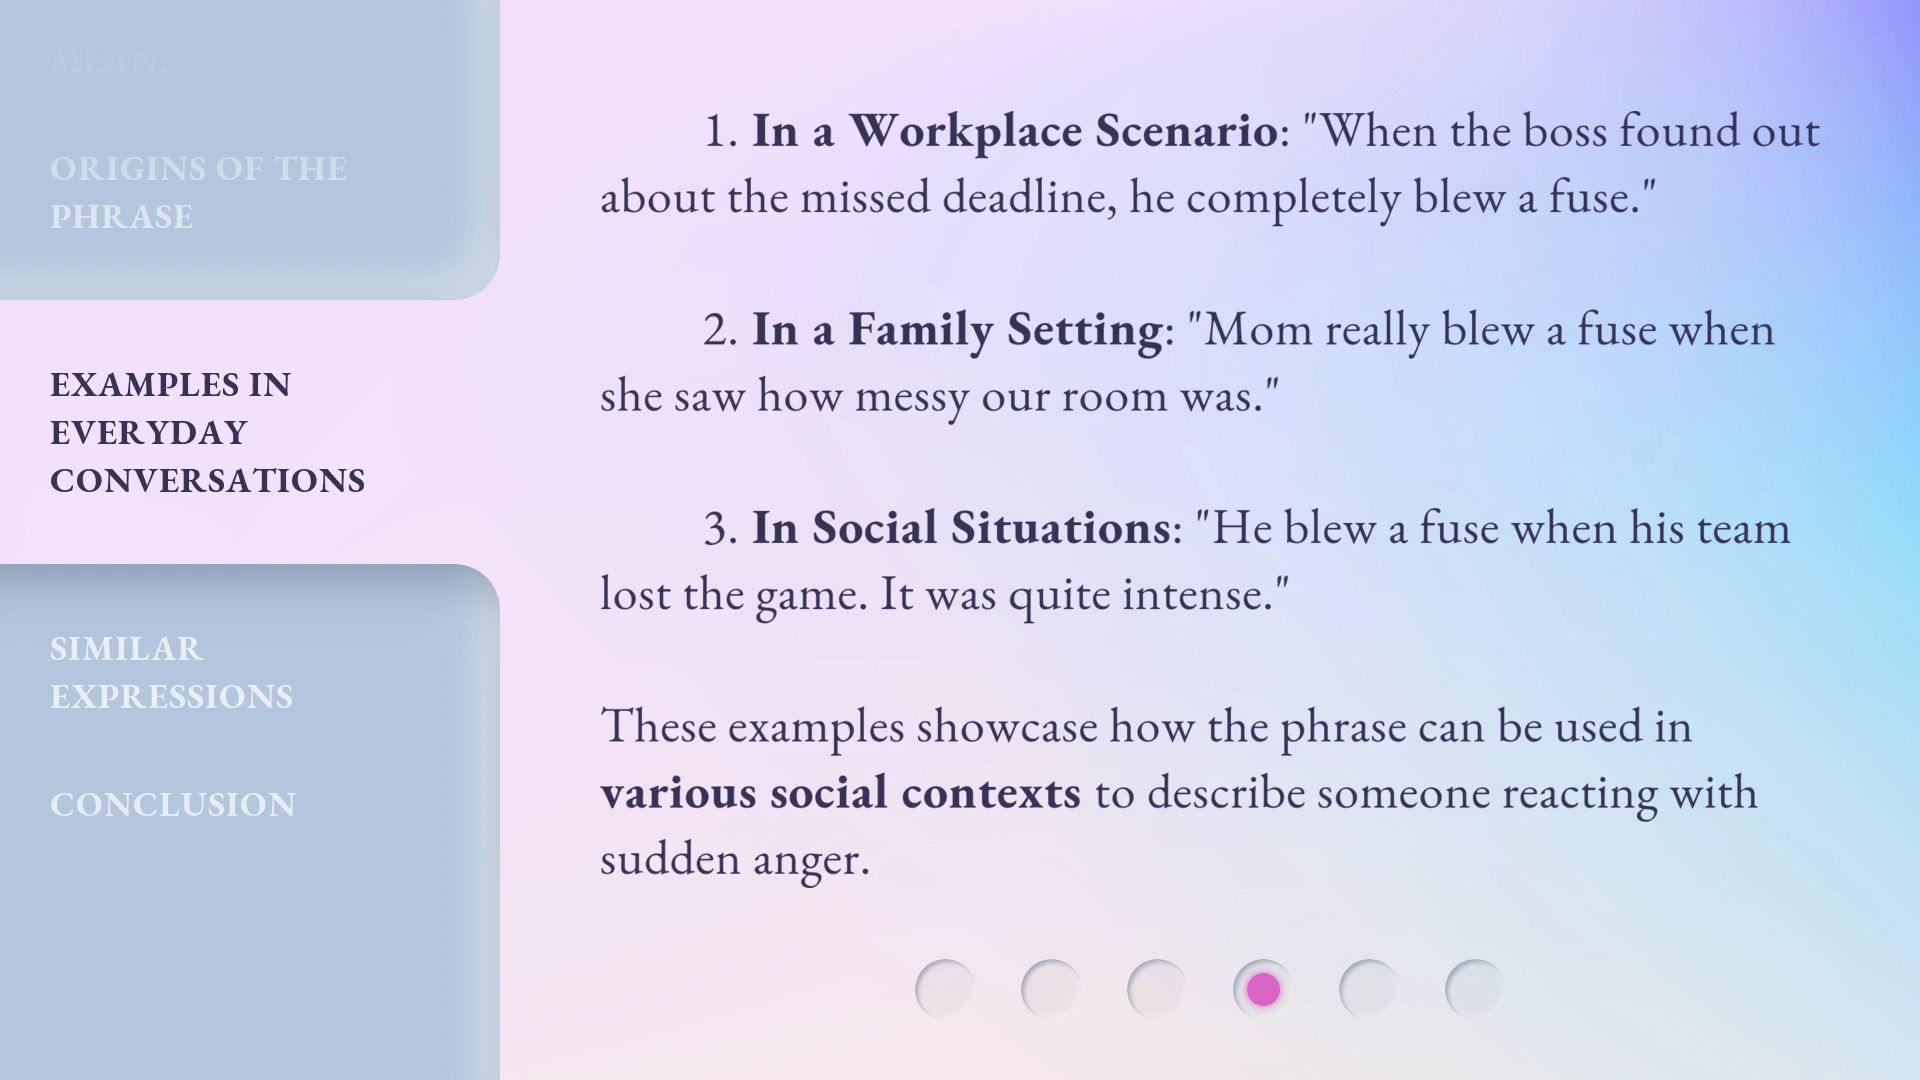 MEAN?
ORIGINS OF THE
PHRASE
EXAMPLES IN
EVERYDAY
CONVERSATIONS
SIMILAR
EXPRESSIONS
CONCLUSION
1. In a Workplace Scenario: "When the boss found out
about the missed deadline, he completely blew a fuse."
2. In a Family Setting: "Mom really blew a fuse when
she saw how messy our room was."
3. In Social Situations: "He blew a fuse when his team
lost the game. It was quite intense."
These examples showcase how the phrase can be used in
various social contexts to describe someone reacting with
sudden anger.